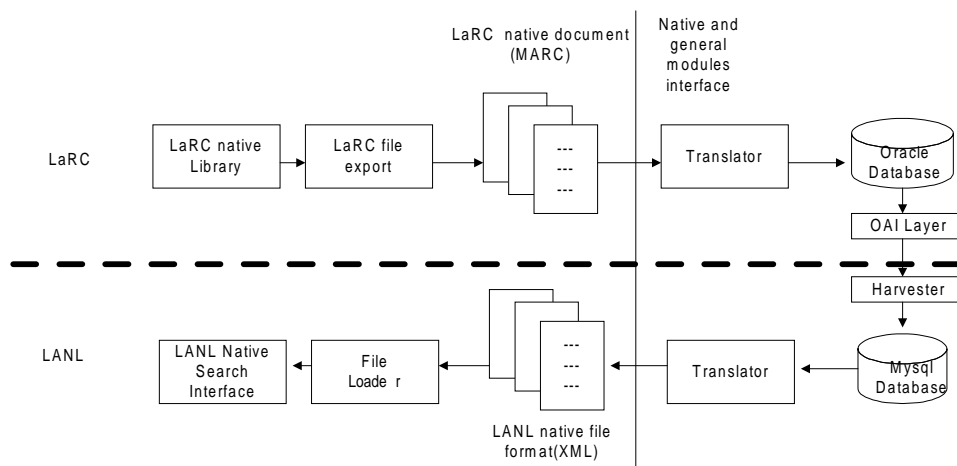 LaRC native document
(MARC)
Native and
general
modules
interface
LaRC
LaRC native
Library
LaRC file
export
---
---
---
Translator
Oracle
Database
OAI Layer
Harvester
LANL
LANL Native
Search
Interface
File
Loade r
---
---
---
Translator
Mysql
Database
LANL native file
format(XML)